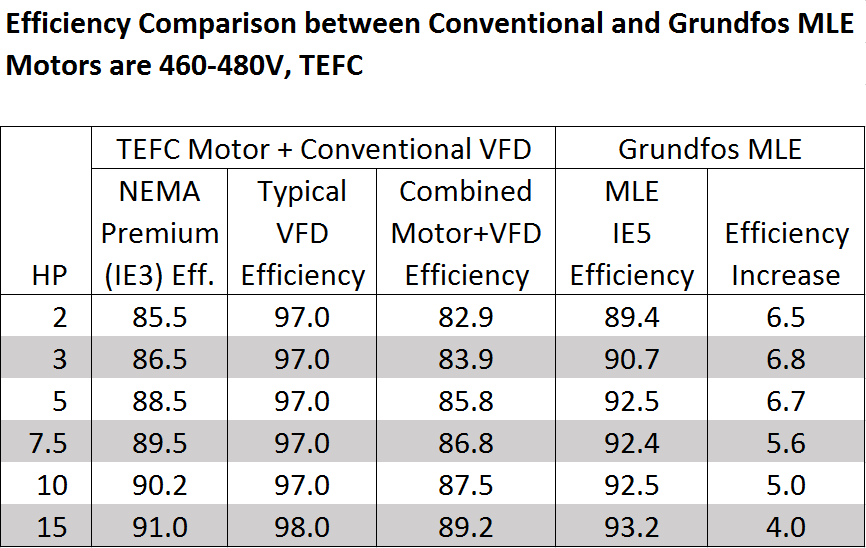 Efficiency Comparison between Conventional and Grundfos MLE
Motors are 460-480V, TEFC
TEFC Motor + Conventional VFD Grundfos MLE
NEMA Typical Combined MLE
Premium VFD Motor+VFD IE5 Efficiency
HP (IE3) Eff. Efficiency Efficiency Efficiency Increase
2 85.5 97.0 82.9 89.4 6.5
3 86.5 97.0 83.9 90.7 6.8
5 88.5 97.0 85.8 92.5 6.7
7.5 89.5 97.0 86.8 92.4 5.6
10 90.2 97.0 87.5 92.5 5.0
15 91.0 98.0 89.2 93.2 4.0